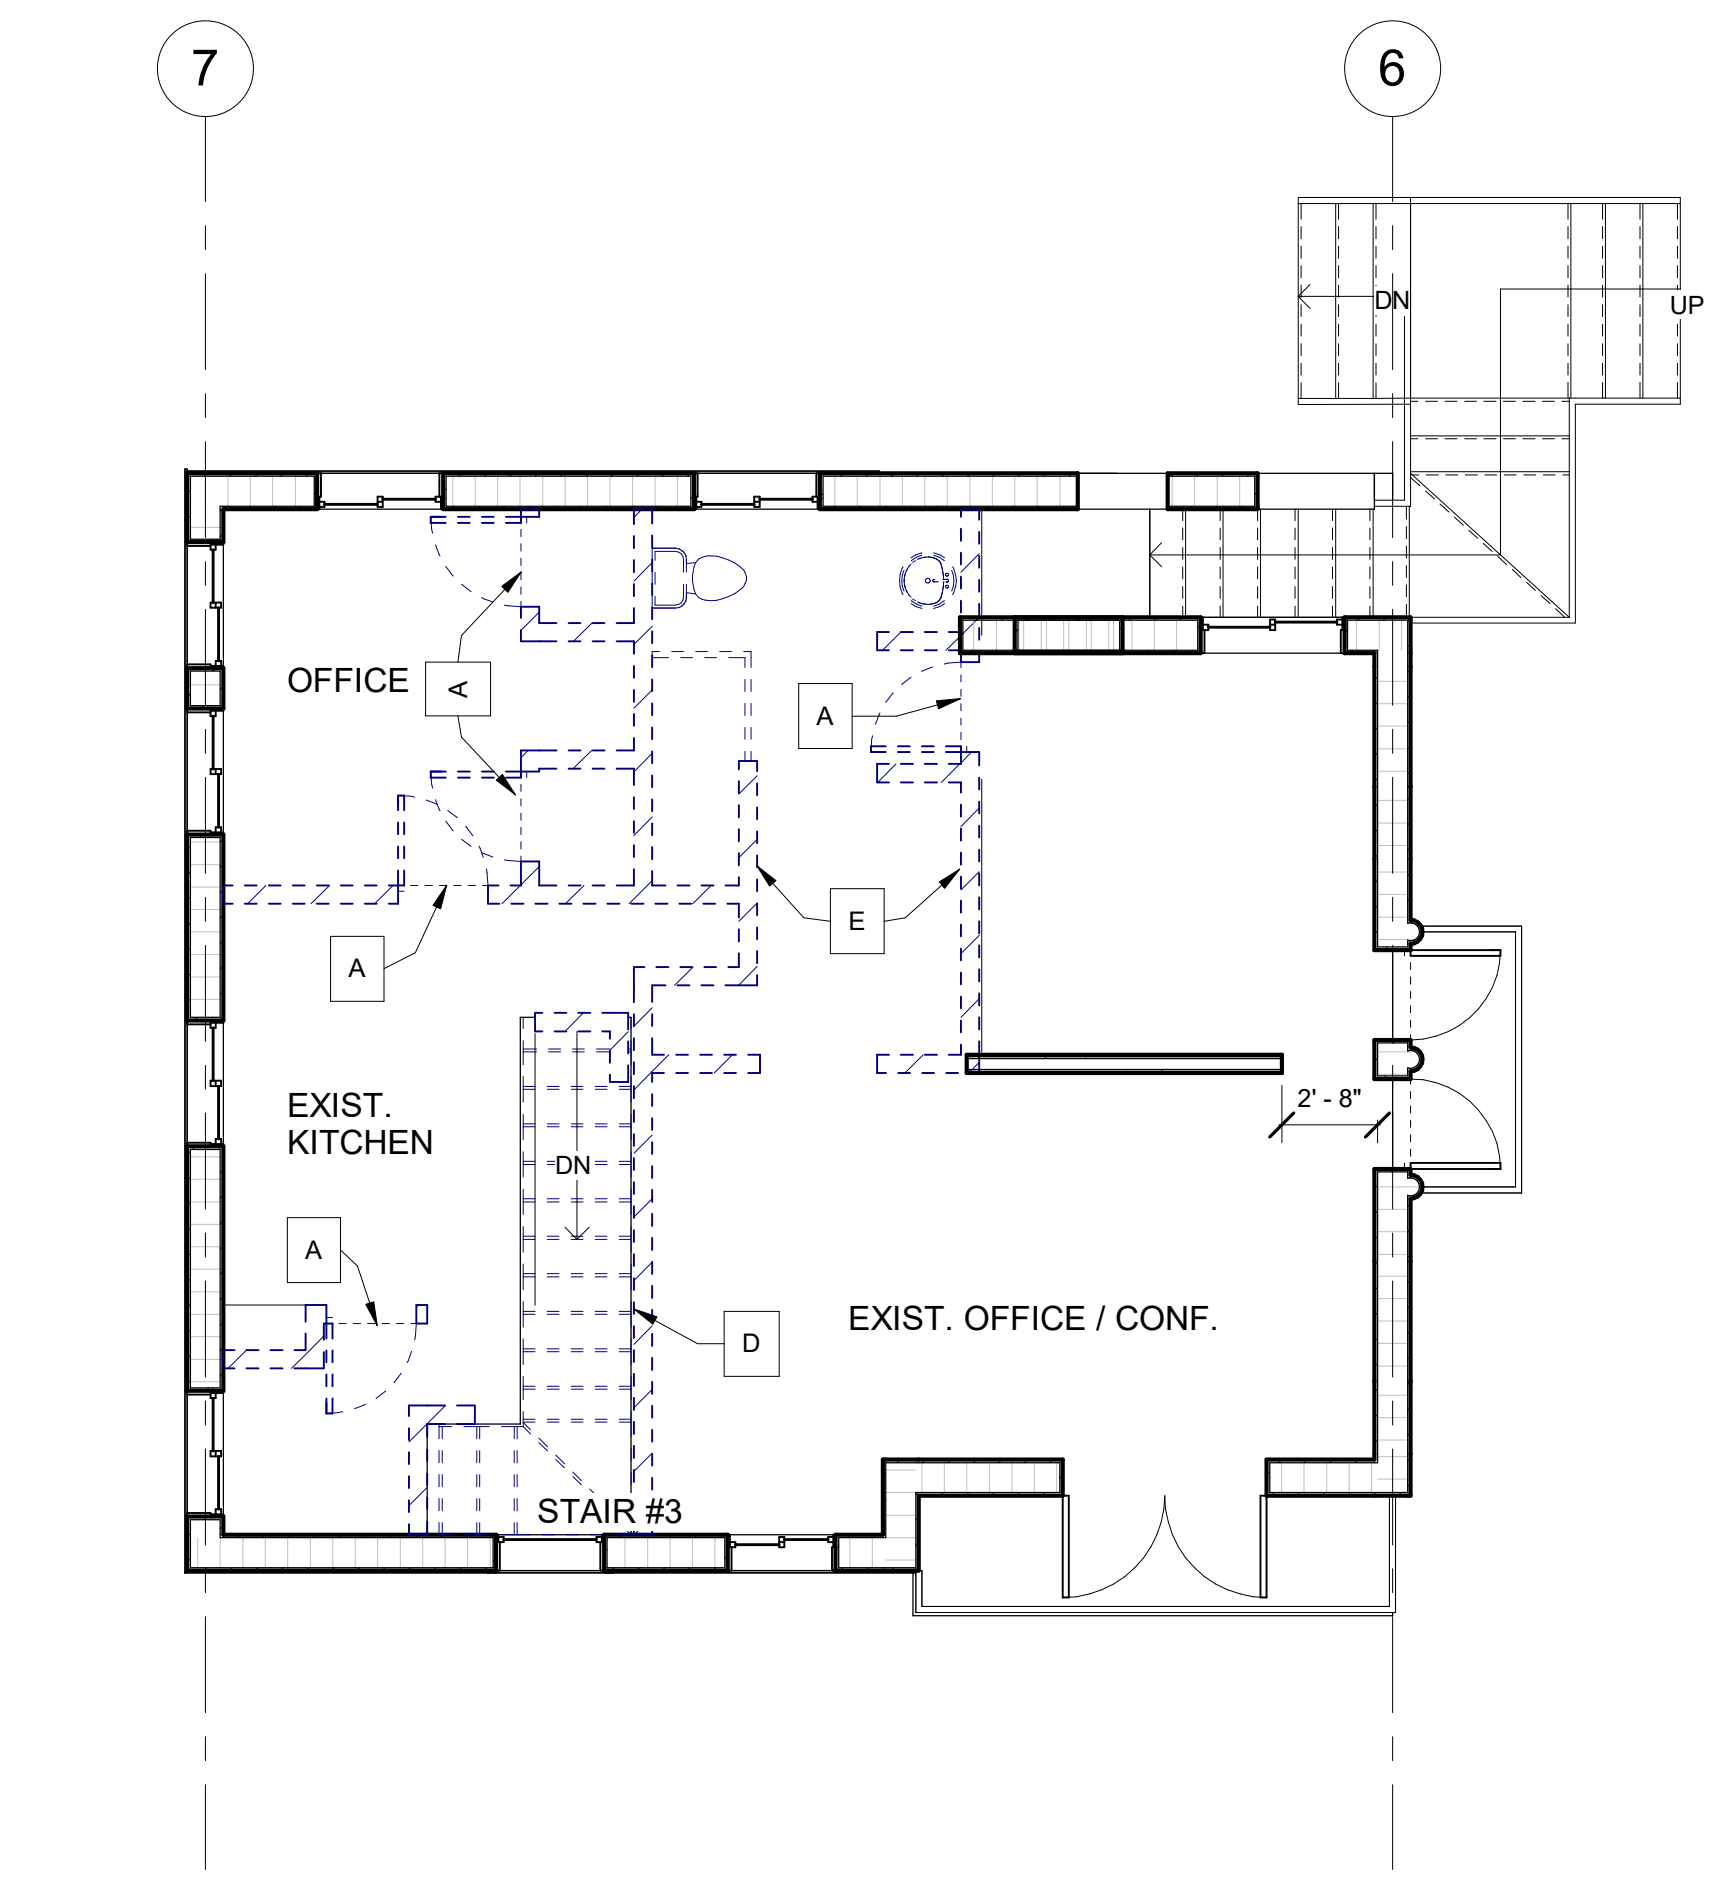 7
6
DN
UP
OFFICE
A
A
E
A
EXIST.
KITCHEN
2' - 8"
DN
A
D
EXIST. OFFICE / CONF.
STAIR #3